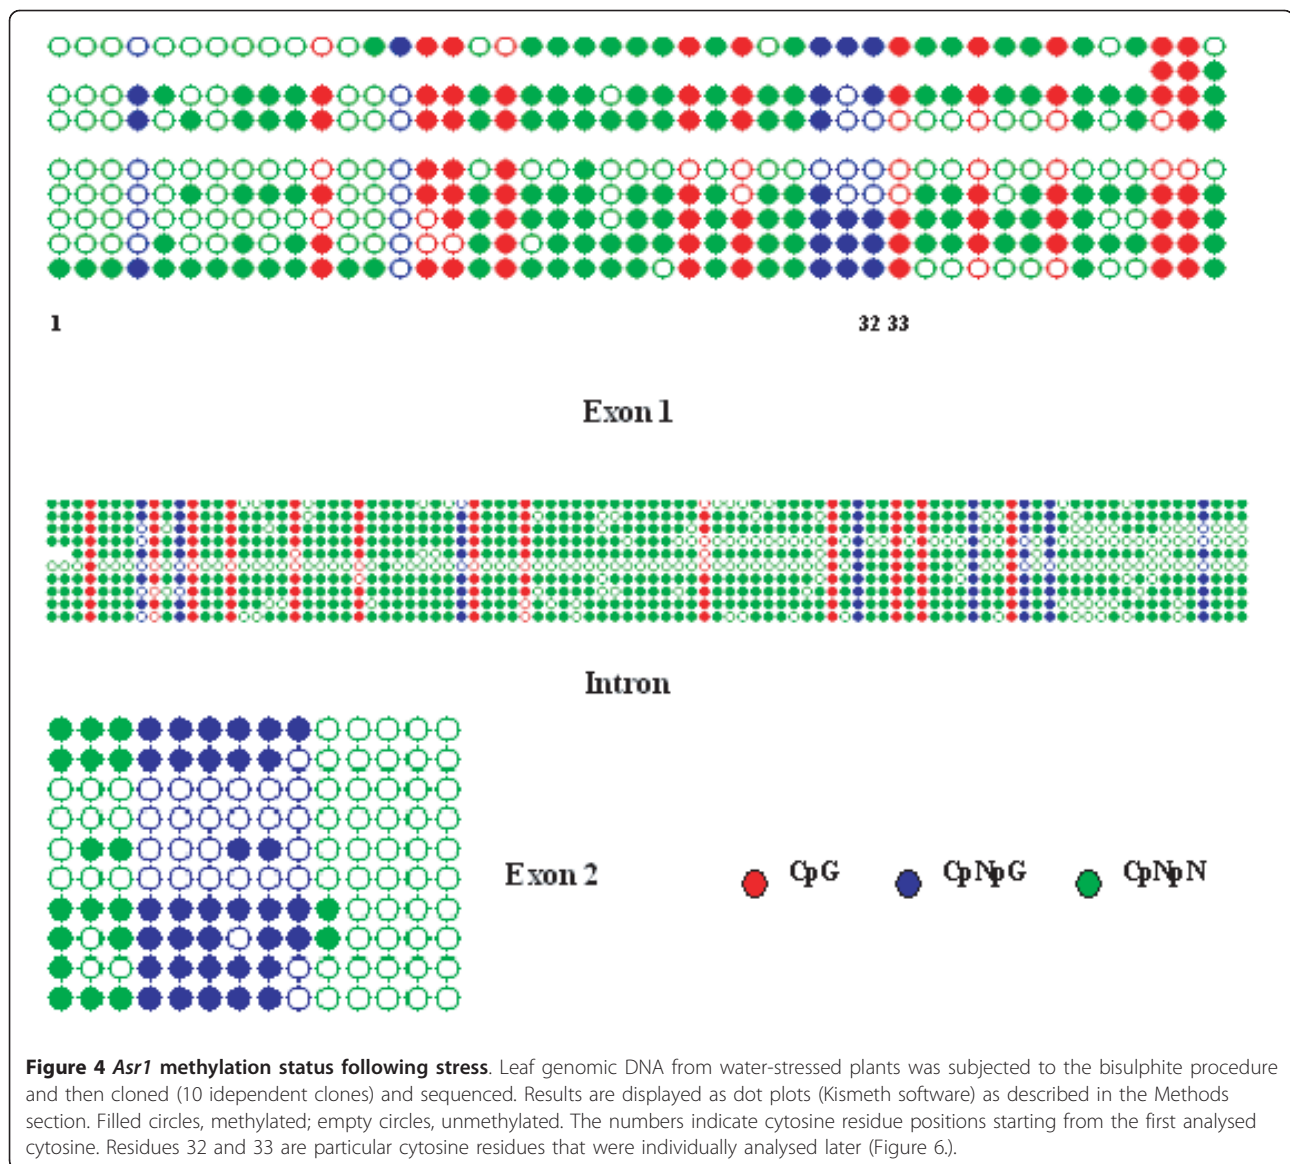 1
32 33
Exon 1
Intron
Exon 2
CpG
CpNpG
CpNpN
Figure 4 Asr1 methylation status following stress. Leaf genomic DNA from water-stressed plants was subjected to the bisulphite procedure
and then cloned (10 idependent clones) and sequenced. Results are displayed as dot plots (Kismeth software) as described in the Methods
section. Filled circles, methylated; empty circles, unmethylated. The numbers indicate cytosine residue positions starting from the first analysed
cytosine. Residues 32 and 33 are particular cytosine residues that were individually analysed later (Figure 6.).